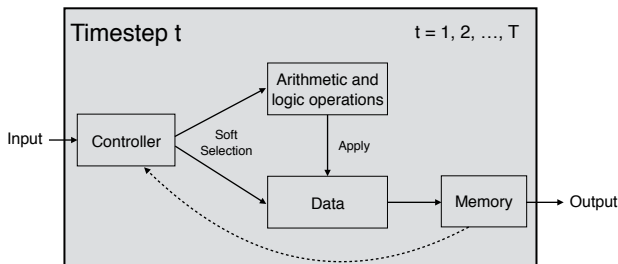 Timestep t
t = 1, 2, …, T
Arithmetic and
logic operations
Input
Controller
Soft
Selection
Apply
Data
Memory
Output